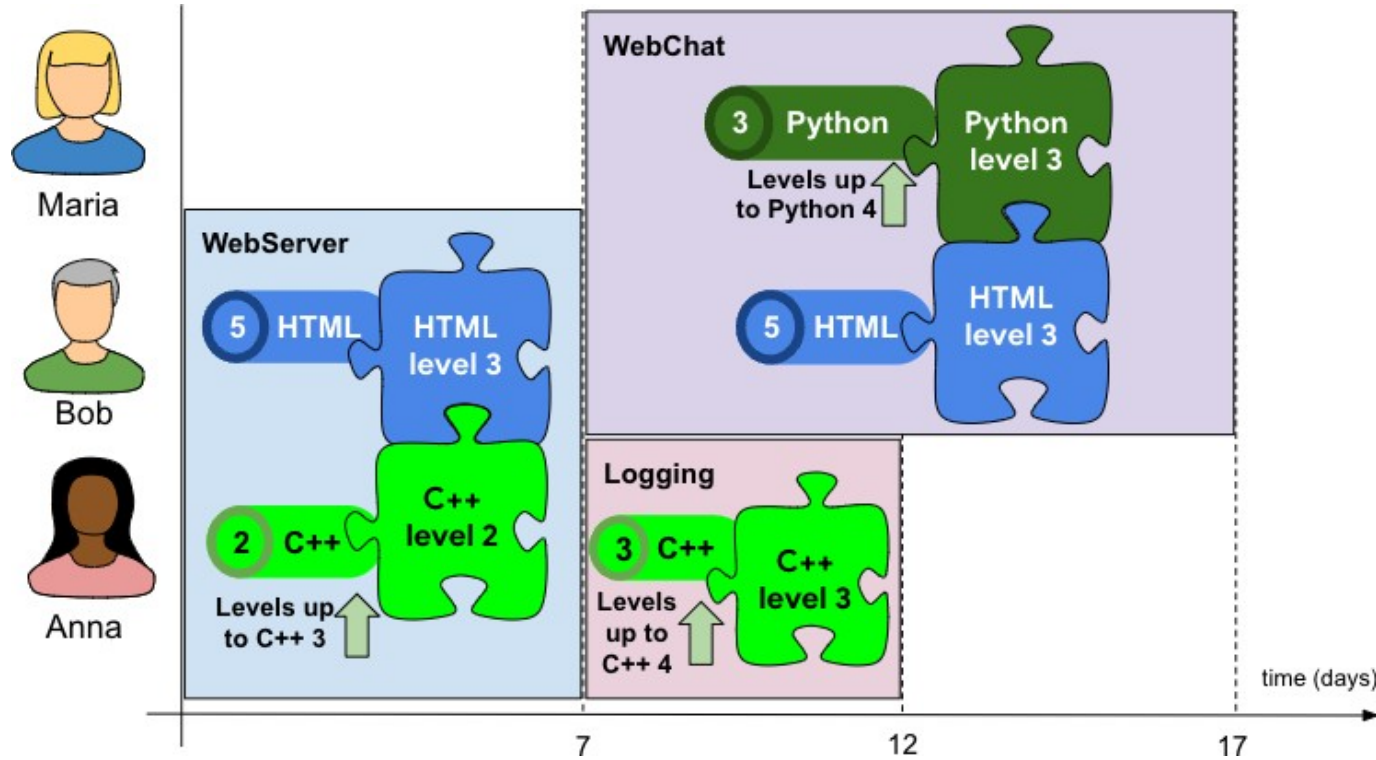 Maria
Bob
Anna
WebServer
5 HTML
HTML
level 3
2 C++
C++
level 2
Levels up
to C++ 3
WebChat
3 Python
Python
level 3
Levels up
to Python 4
5 HTML
HTML
level 3
Logging
3 C++
C++
level 3
Levels
up to
C++ 4
time (days)
7
12
17